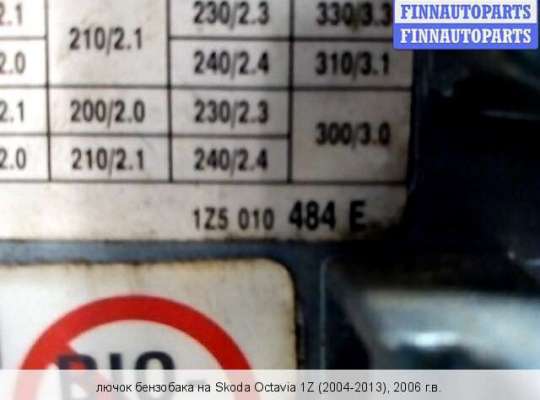 FINNAUTOPARTS
FINNAUTOPARTS
2.1 230/2.3 330/3.3
210/2.1
2.0 240/2.4 310/3.1
2.1 200/2.0 230/2.3
300/3.0
2.0 210/2.1 240/2.4
1Z5 010 484 E
BIO
лючок бензобака на Skoda Octavia 1Z (2004-2013), 2006 г.в.